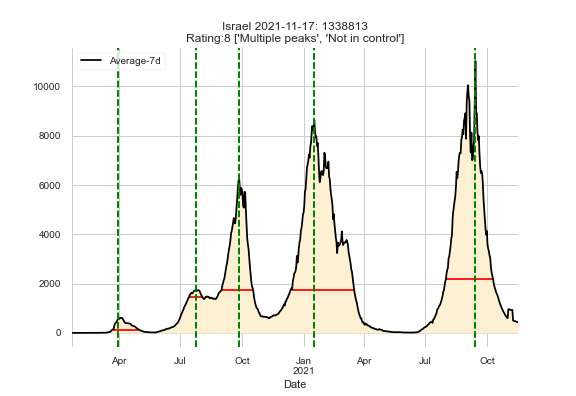 Israel 2021-11-17: 1338813
Rating:8 ['Multiple peaks', 'Not in control']
Average-7d
10000
8000
6000
4000
2000
0
Apr Jul Oct Jan Apr Jul Oct
2021
Date